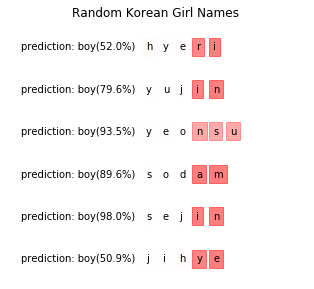 Random Korean Girl Names
prediction: boy(52.0%) h y e r i
prediction: boy(79.6%) y u j i n
prediction: boy(93.5%) y e o n s u
prediction: boy(89.6%) s o d a m
prediction: boy(98.0%) s e j i n
prediction: boy(50.9%) j i h y e